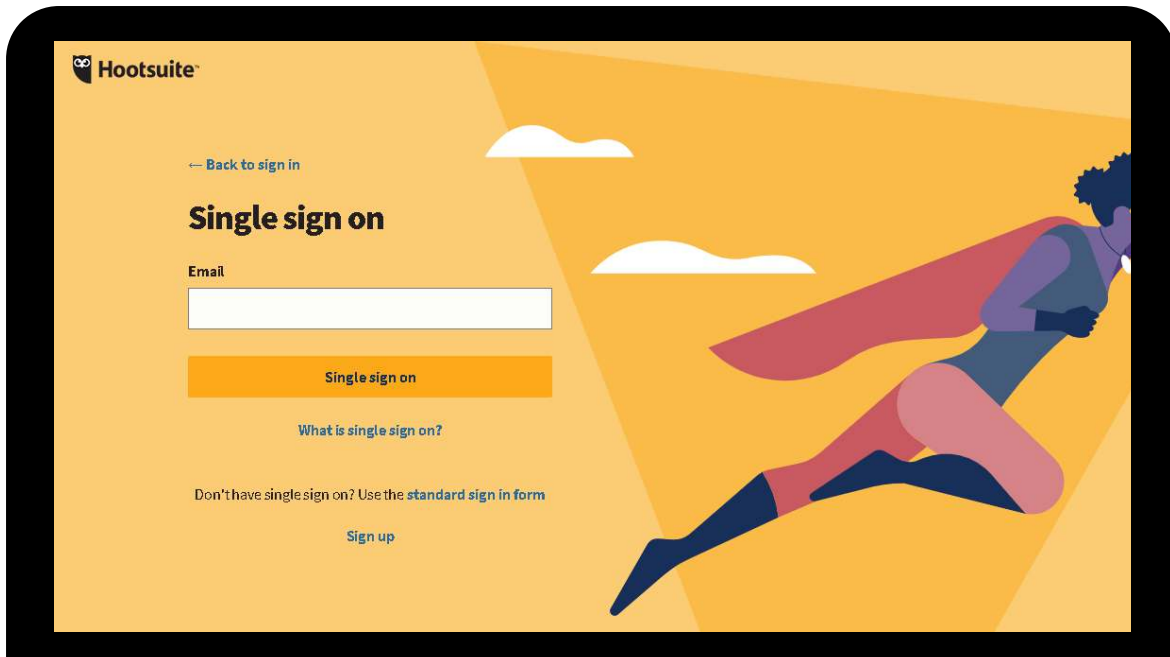 Hootsuite™
← Back to sign in
Single sign on
Email
Single sign on
What is single sign on?
Don't have single sign on? Use the standard sign in form
Sign up